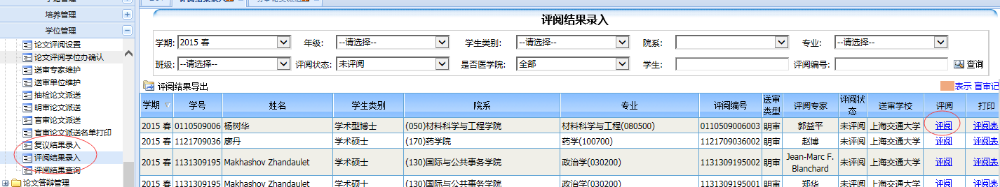 培养管理
学位管理
论文评阅设置
论文评阅学位办确认
送审专家维护
送审单位维护
抽检论文派送
明审论文派送
盲审论文派送
盲审论文派送名单打印
复议结果录入
评阅结果录入
评阅结果查询
论文答辩管理
评阅结果录入
学期: 2015 春 年级: --请选择-- 学生类别: --请选择-- 院系: 专业: --请选择--
班级: --请选择-- 评阅状态: 未评阅 是否医学院: 全部 学生: 评阅编号: 查询
评阅结果导出 表示 盲审记
学期 学号 姓名 学生类别 院系 专业 评阅编号 送审类型 评阅专家 评阅状态 送审学校 评阅 打印
2015 春 0110509006 杨树华 学术型博士 (050)材料科学与工程学院 材料科学与工程(080500) 0110509006003 明审 郭益平 未评阅 上海交通大学 评阅 评阅表
2015 春 1121709036 廖丹 学术硕士 (170)药学院 药学(100700) 1121709036002 明审 赵博 未评阅 上海交通大学 评阅 评阅表
2015 春 1131309195 Makhashov Zhandaulet 学术硕士 (130)国际与公共事务学院 政治学(030200) 1131309195002 明审 Jean-Marc F. Blanchard 未评阅 上海交通大学 评阅 评阅表
2015 春 1131309195 Makhashov Zhandaulet 学术硕士 (130)国际与公共事务学院 政治学(030200) 1131309195001 明审 郑华 未评阅 上海交通大学 评阅 评阅表